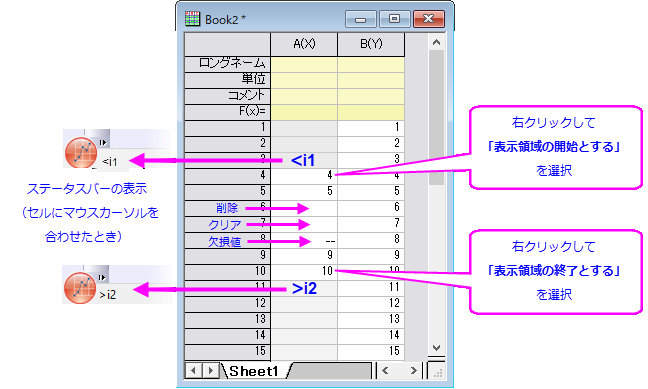 Book2 *
A(X) B(Y)
ロングネーム
単位
コメント
F(x)=
1 1
2 2
3 <i1 3
4 4 4
5 5 5
6 6
7 7
8 -- 8
9 9 9
10 10 10
11 >i2 11
12 12
13 13
14 14
15 15
Sheet1
<i1
ステータスバーの表示
（セルにマウスカーソルを
合わせたとき）
削除
クリア
欠損値
>i2
右クリックして
「表示領域の開始とする」
を選択
右クリックして
「表示領域の終了とする」
を選択